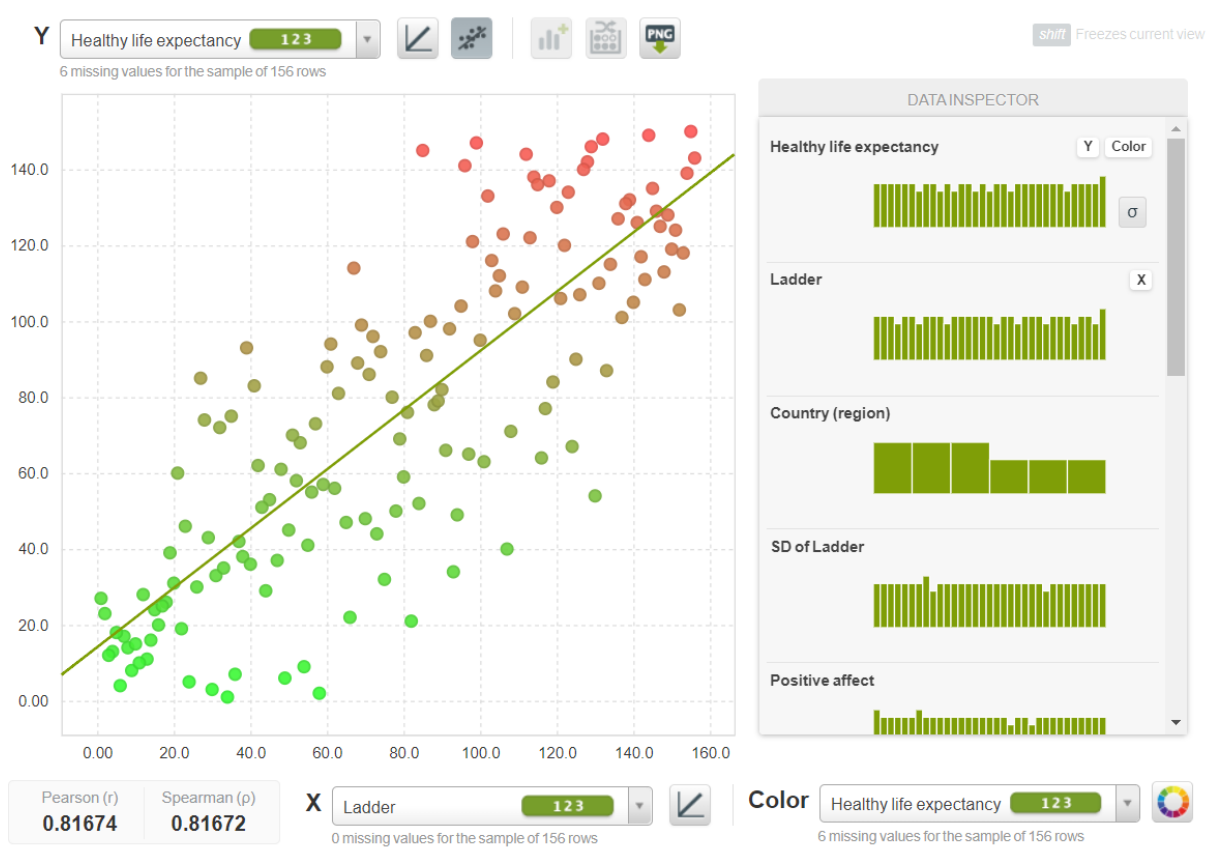 Y
Healthy life expectancy 123
PNG
shift Freezes current view
6 missing values for the sample of 156 rows
140.0
120.0
100.0
80.0
60.0
40.0
20.0
0.00
0.00 20.0 40.0 60.0 80.0 100.0 120.0 140.0 160.0
DATA INSPECTOR
Healthy life expectancy Y Color
σ
Ladder X
Country (region)
SD of Ladder
Positive affect
Pearson (r) Spearman (ρ)
0.81674 0.81672
X
Ladder 123
0 missing values for the sample of 156 rows
Color
Healthy life expectancy 123
6 missing values for the sample of 156 rows